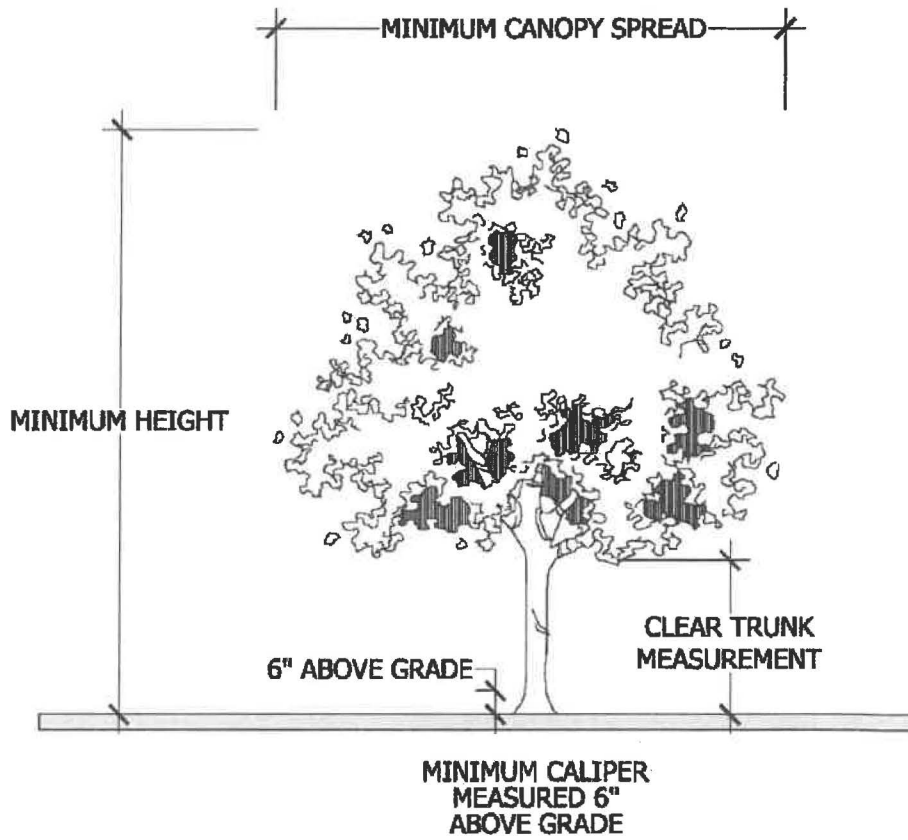 MINIMUM CANOPY SPREAD
MINIMUM HEIGHT
CLEAR TRUNK
MEASUREMENT
6" ABOVE GRADE
MINIMUM CALIPER
MEASURED 6"
ABOVE GRADE